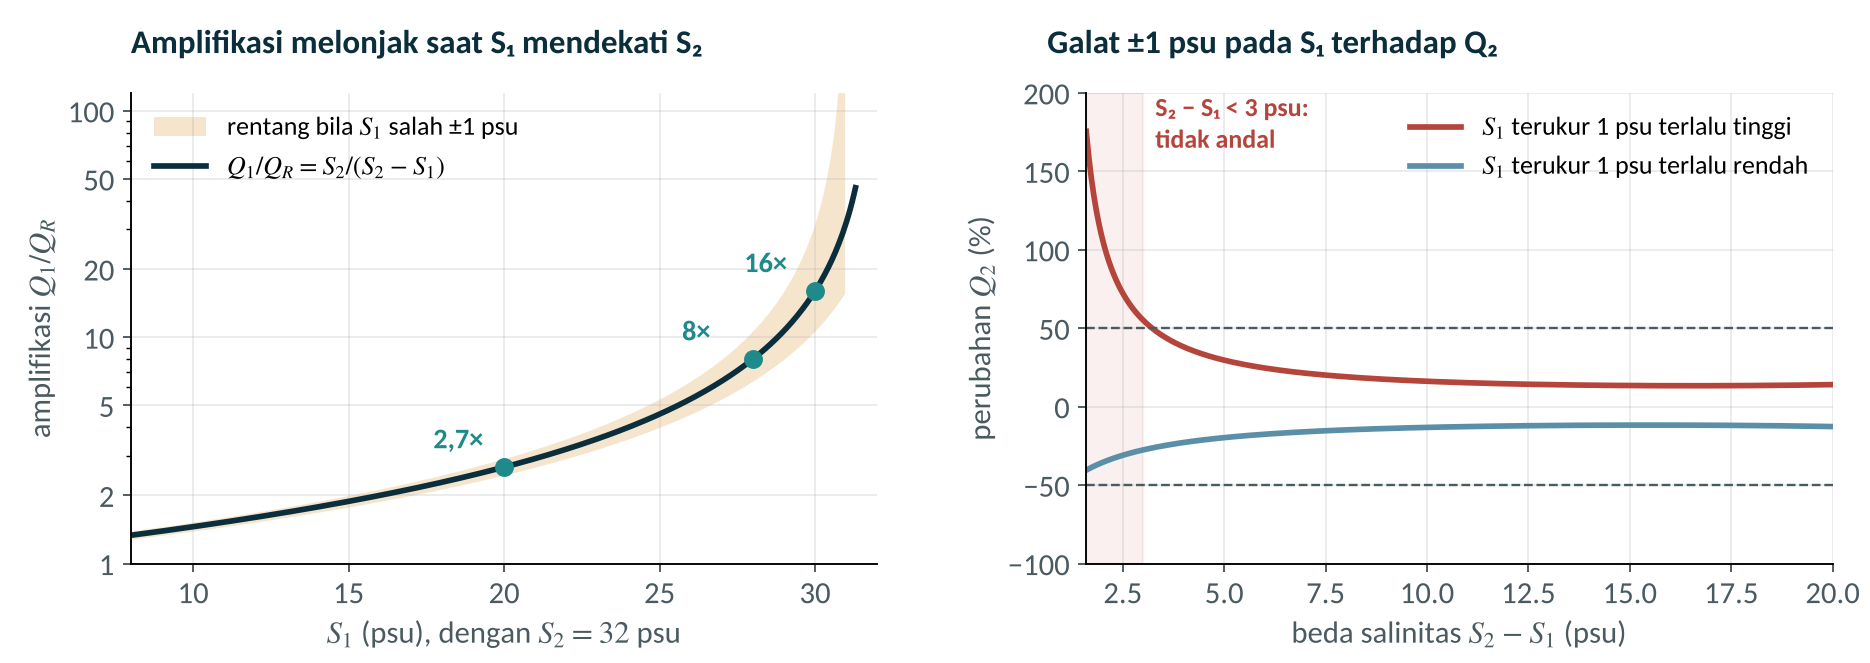 Amplifikasi melonjak saat S₁ mendekati S₂
rentang bila S₁ salah ±1 psu
Q₁/Q_R = S₂/(S₂ − S₁)
amplifikasi Q₁/Q_R
100
50
20
10
5
2
1
2,7×
8×
16×
10
15
20
25
30
S₁ (psu), dengan S₂ = 32 psu
Galat ±1 psu pada S₁ terhadap Q₂
S₂ − S₁ < 3 psu:
tidak andal
S₁ terukur 1 psu terlalu tinggi
S₁ terukur 1 psu terlalu rendah
perubahan Q₂ (%)
200
150
100
50
0
−50
−100
2.5
5.0
7.5
10.0
12.5
15.0
17.5
20.0
beda salinitas S₂ − S₁ (psu)